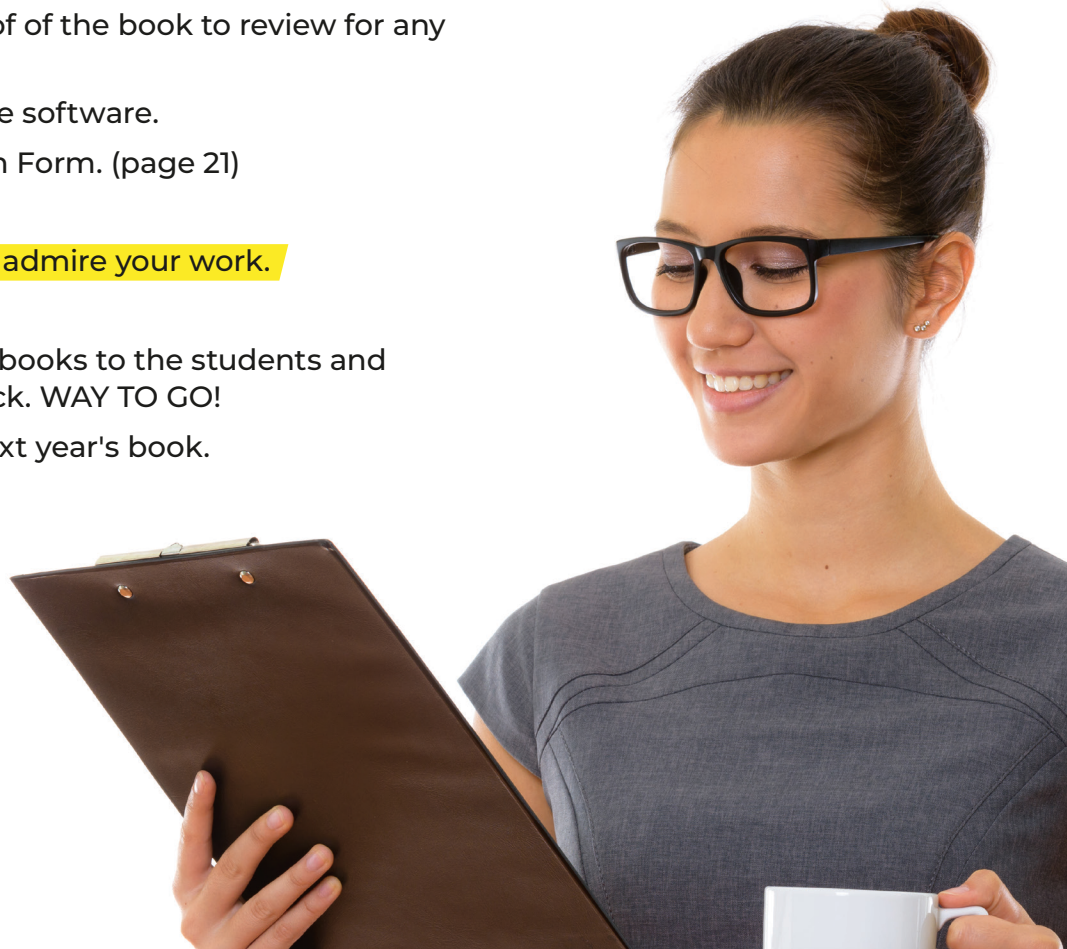 of of the book to review for any
e software.
n Form. (page 21)
admire your work.
books to the students and
ck. WAY TO GO!
xt year's book.